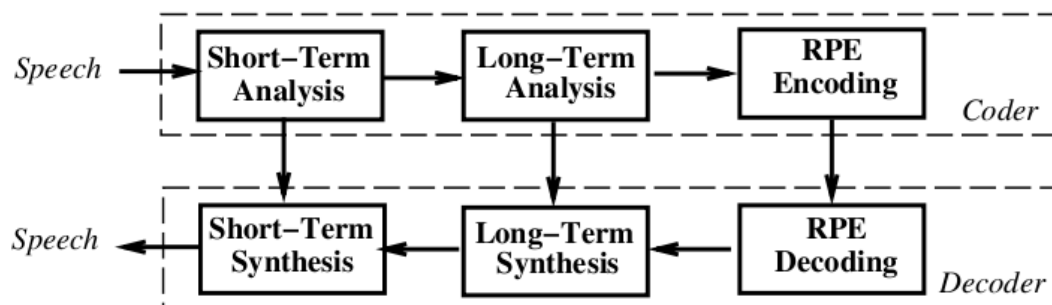 Speech
Short–Term
Analysis
Long–Term
Analysis
RPE
Encoding
Coder
Speech
Short–Term
Synthesis
Long–Term
Synthesis
RPE
Decoding
Decoder